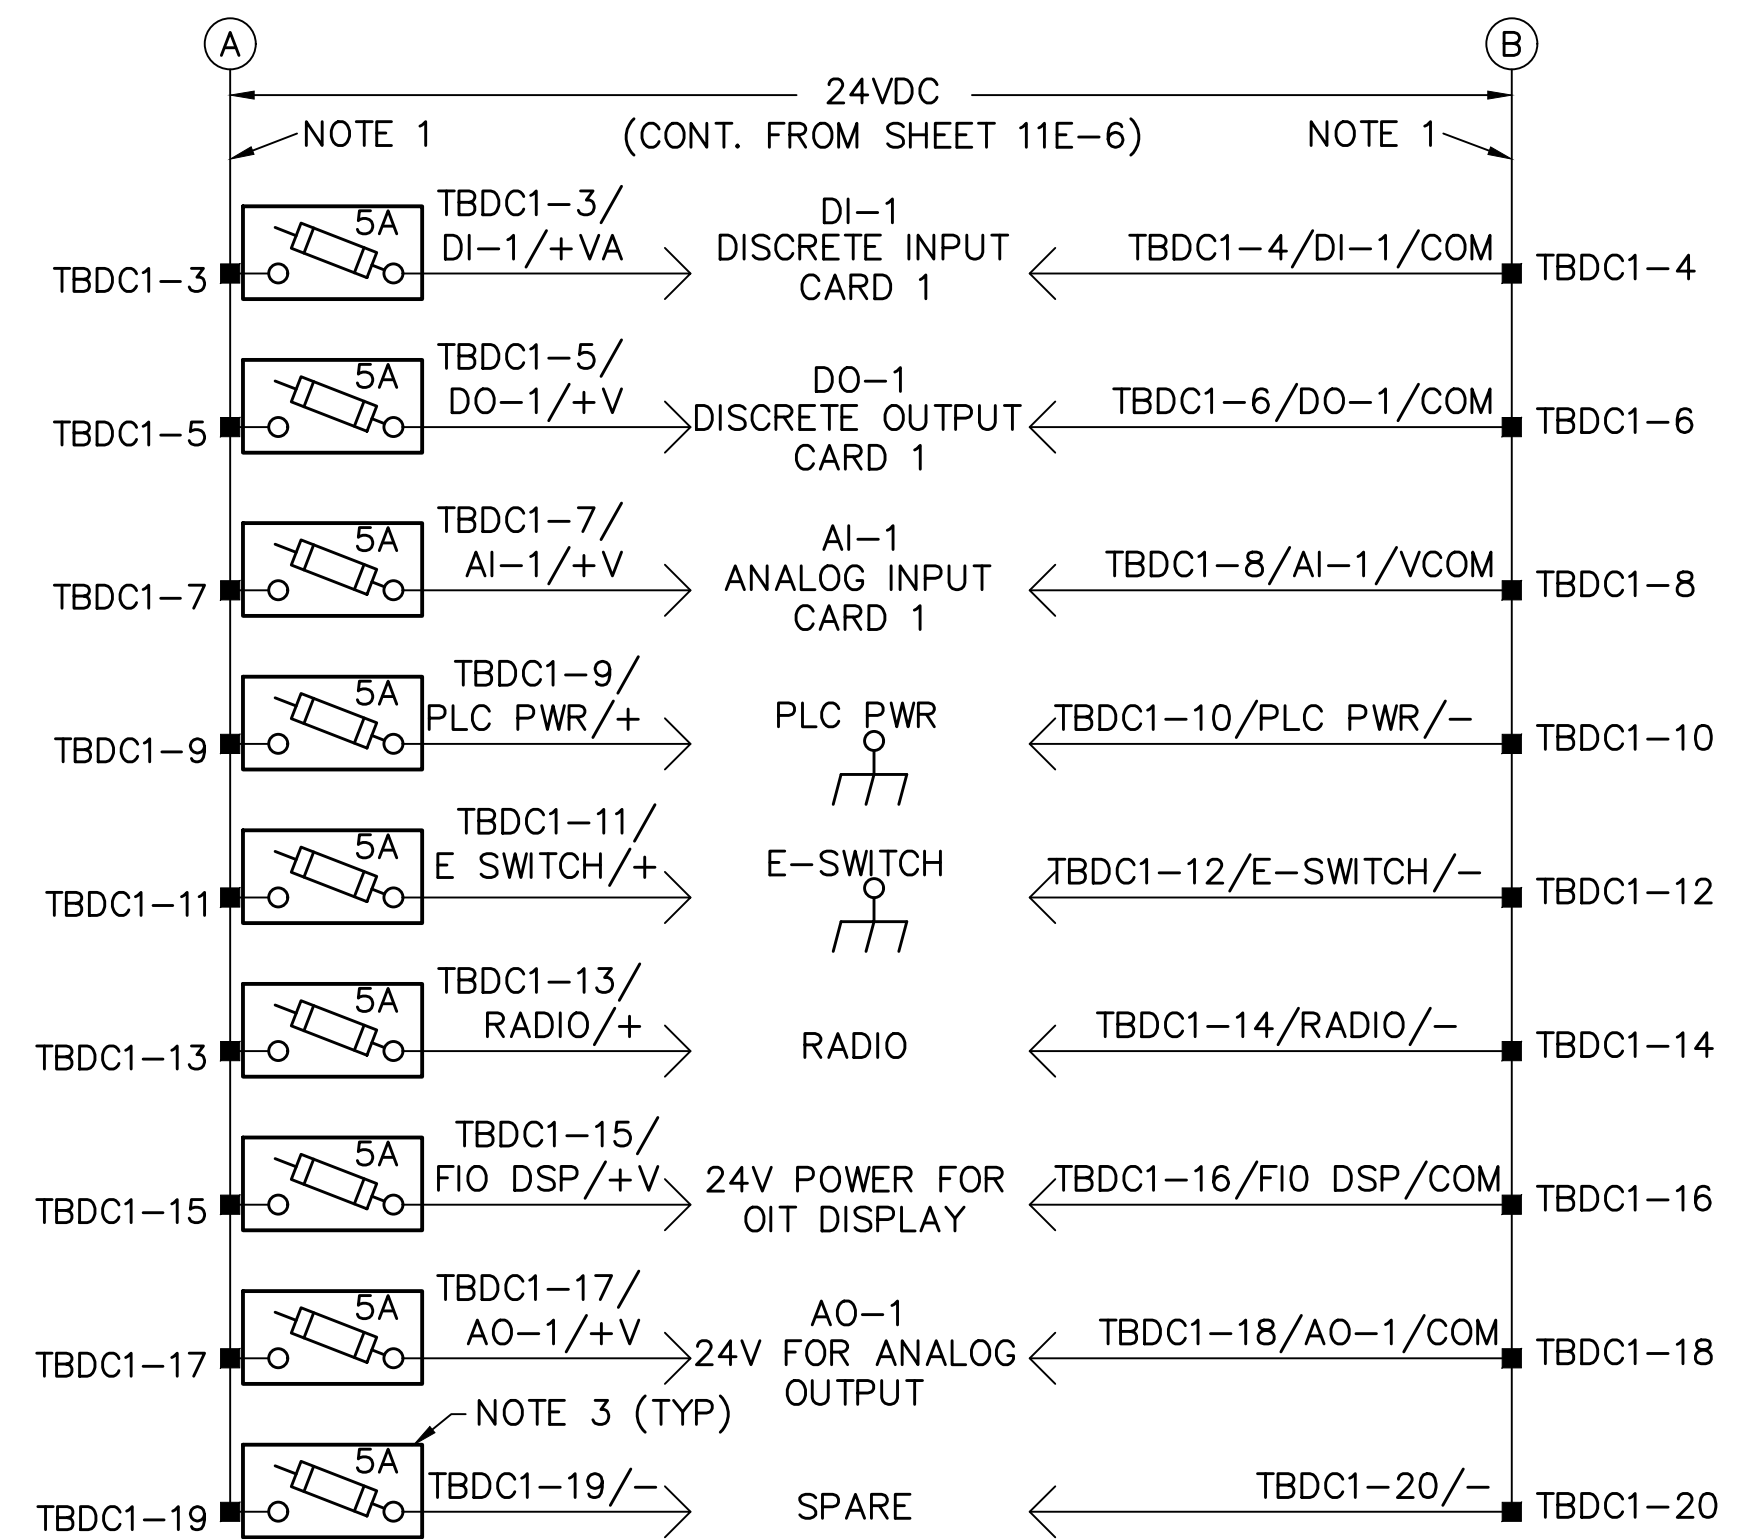 A
B
24VDC
NOTE 1
(CONT. FROM SHEET 11E-6)
NOTE 1
TBDC1-3
5A
TBDC1-3/
DI-1/+VA
DI-1
DISCRETE INPUT
CARD 1
TBDC1-4/DI-1/COM
TBDC1-4
TBDC1-5
5A
TBDC1-5/
DO-1/+V
DO-1
DISCRETE OUTPUT
CARD 1
TBDC1-6/DO-1/COM
TBDC1-6
TBDC1-7
5A
TBDC1-7/
AI-1/+V
AI-1
ANALOG INPUT
CARD 1
TBDC1-8/AI-1/VCOM
TBDC1-8
TBDC1-9
5A
TBDC1-9/
PLC PWR/+
PLC PWR
TBDC1-10/PLC PWR/-
TBDC1-10
TBDC1-11
5A
TBDC1-11/
E SWITCH/+
E-SWITCH
TBDC1-12/E-SWITCH/-
TBDC1-12
TBDC1-13
5A
TBDC1-13/
RADIO/+
RADIO
TBDC1-14/RADIO/-
TBDC1-14
TBDC1-15
5A
TBDC1-15/
FIO DSP/+V
24V POWER FOR
OIT DISPLAY
TBDC1-16/FIO DSP/COM
TBDC1-16
TBDC1-17
5A
TBDC1-17/
AO-1/+V
AO-1
24V FOR ANALOG
OUTPUT
TBDC1-18/AO-1/COM
TBDC1-18
NOTE 3 (TYP)
TBDC1-19
5A
TBDC1-19/-
SPARE
TBDC1-20/-
TBDC1-20